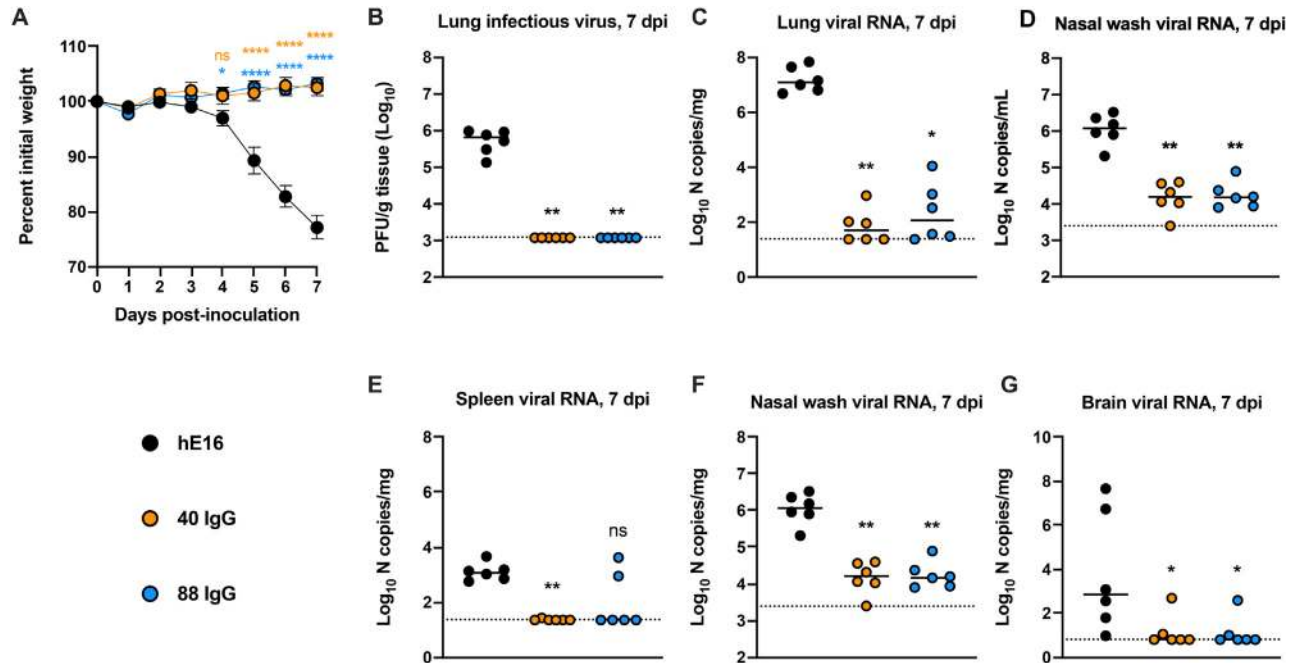 A
Percent initial weight
110
100
90
80
70
ns **** **** ****
* **** **** ****
0 1 2 3 4 5 6 7
Days post-inoculation
B
Lung infectious virus, 7 dpi
PFU/g tissue (Log10)
8
7
6
5
4
3
2
** **
C
Lung viral RNA, 7 dpi
Log10 N copies/mg
8
6
4
2
0
** *
D
Nasal wash viral RNA, 7 dpi
Log10 N copies/mL
8
7
6
5
4
3
2
** **
hE16
40 IgG
88 IgG
E
Spleen viral RNA, 7 dpi
Log10 N copies/mg
8
6
4
2
0
** ns
F
Nasal wash viral RNA, 7 dpi
Log10 N copies/mg
8
7
6
5
4
3
2
** **
G
Brain viral RNA, 7 dpi
Log10 N copies/mg
10
8
6
4
2
0
* *